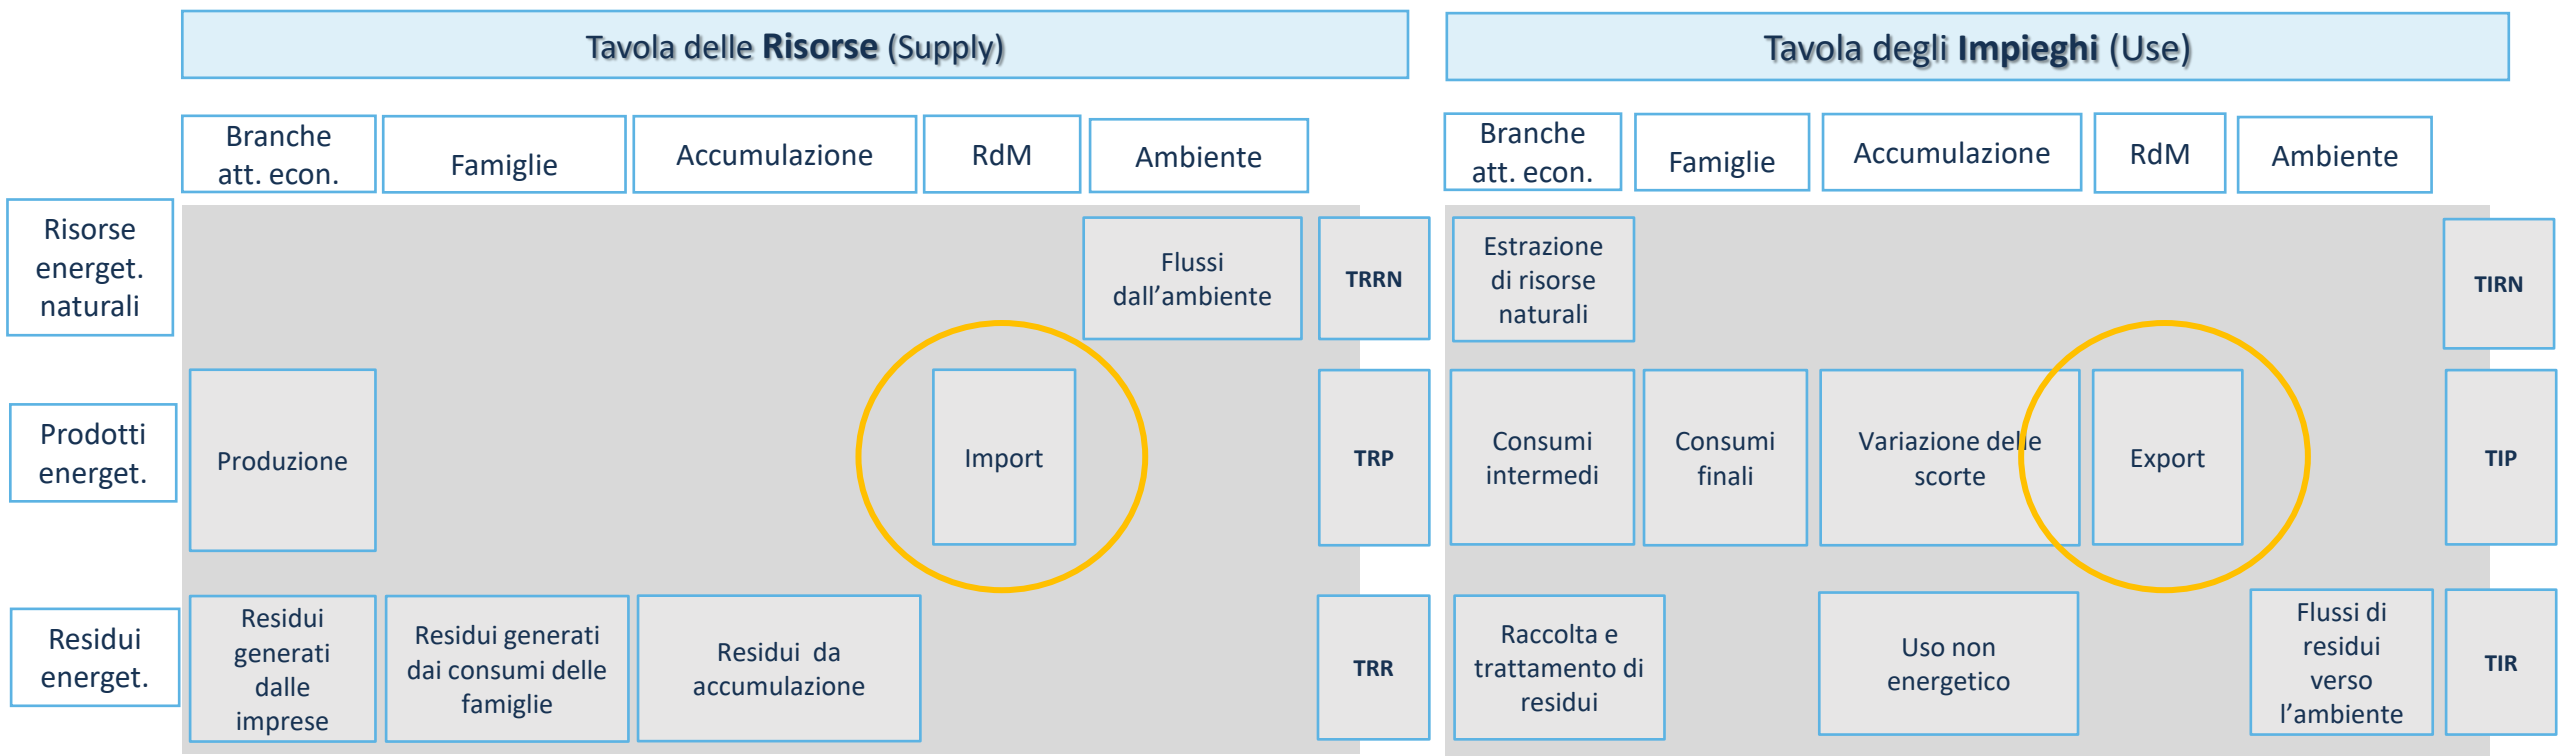 Tavola delle Risorse (Supply)
Tavola degli Impieghi (Use)
Branche
att. econ.
Famiglie
Accumulazione
RdM
Ambiente
Branche
att. econ.
Famiglie
Accumulazione
RdM
Ambiente
Risorse
energet.
naturali
Flussi
dall’ambiente
TRRN
Estrazione
di risorse
naturali
TIRN
Prodotti
energet.
Produzione
Import
TRP
Consumi
intermedi
Consumi
finali
Variazione delle
scorte
Export
TIP
Residui
energet.
Residui
generati
dalle
imprese
Residui generati
dai consumi delle
famiglie
Residui da
accumulazione
TRR
Raccolta e
trattamento di
residui
Uso non
energetico
Flussi di
residui
verso
l’ambiente
TIR